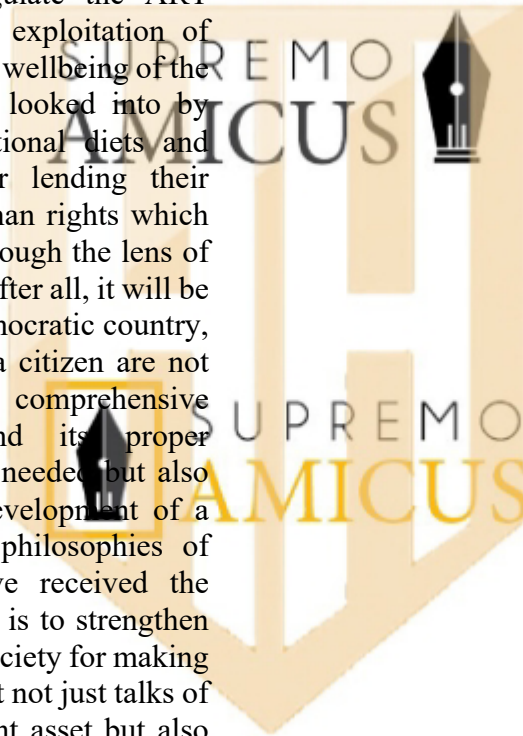 exploitation of
wellbeing of the
looked into by
tional diets and
r lending their
nan rights which
ough the lens of
fter all, it will be
nocratic country,
a citizen are not
comprehensive
nd its proper
needed but also
evelopment of a
philosophies of
ve received the
is to strengthen
ciety for making
t not just talks of
nt asset but also
SUPREMO
AMICUS
SUPREMO
AMICUS